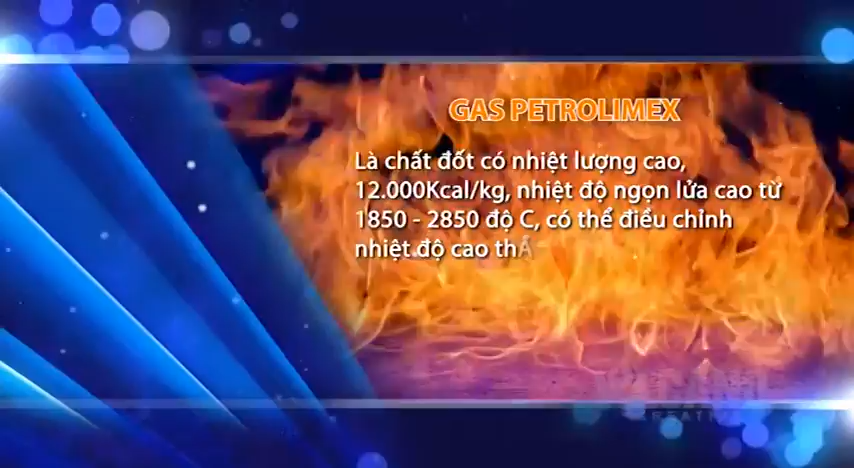 GAS PETROLIMEX
Là chất đốt có nhiệt lượng cao,
12.000Kcal/kg, nhiệt độ ngọn lửa cao từ
1850 - 2850 độ C, có thể điều chỉnh
nhiệt độ cao th